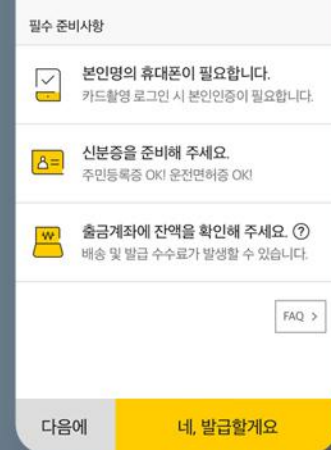 필수 준비사항
본인명의 휴대폰이 필요합니다.
카드촬영 로그인 시 본인인증이 필요합니다.
신분증을 준비해 주세요.
주민등록증 OK! 운전면허증 OK!
₩
출금계좌에 잔액을 확인해 주세요. ?
배송 및 발급 수수료가 발생할 수 있습니다.
FAQ >
다음에 네, 발급할게요